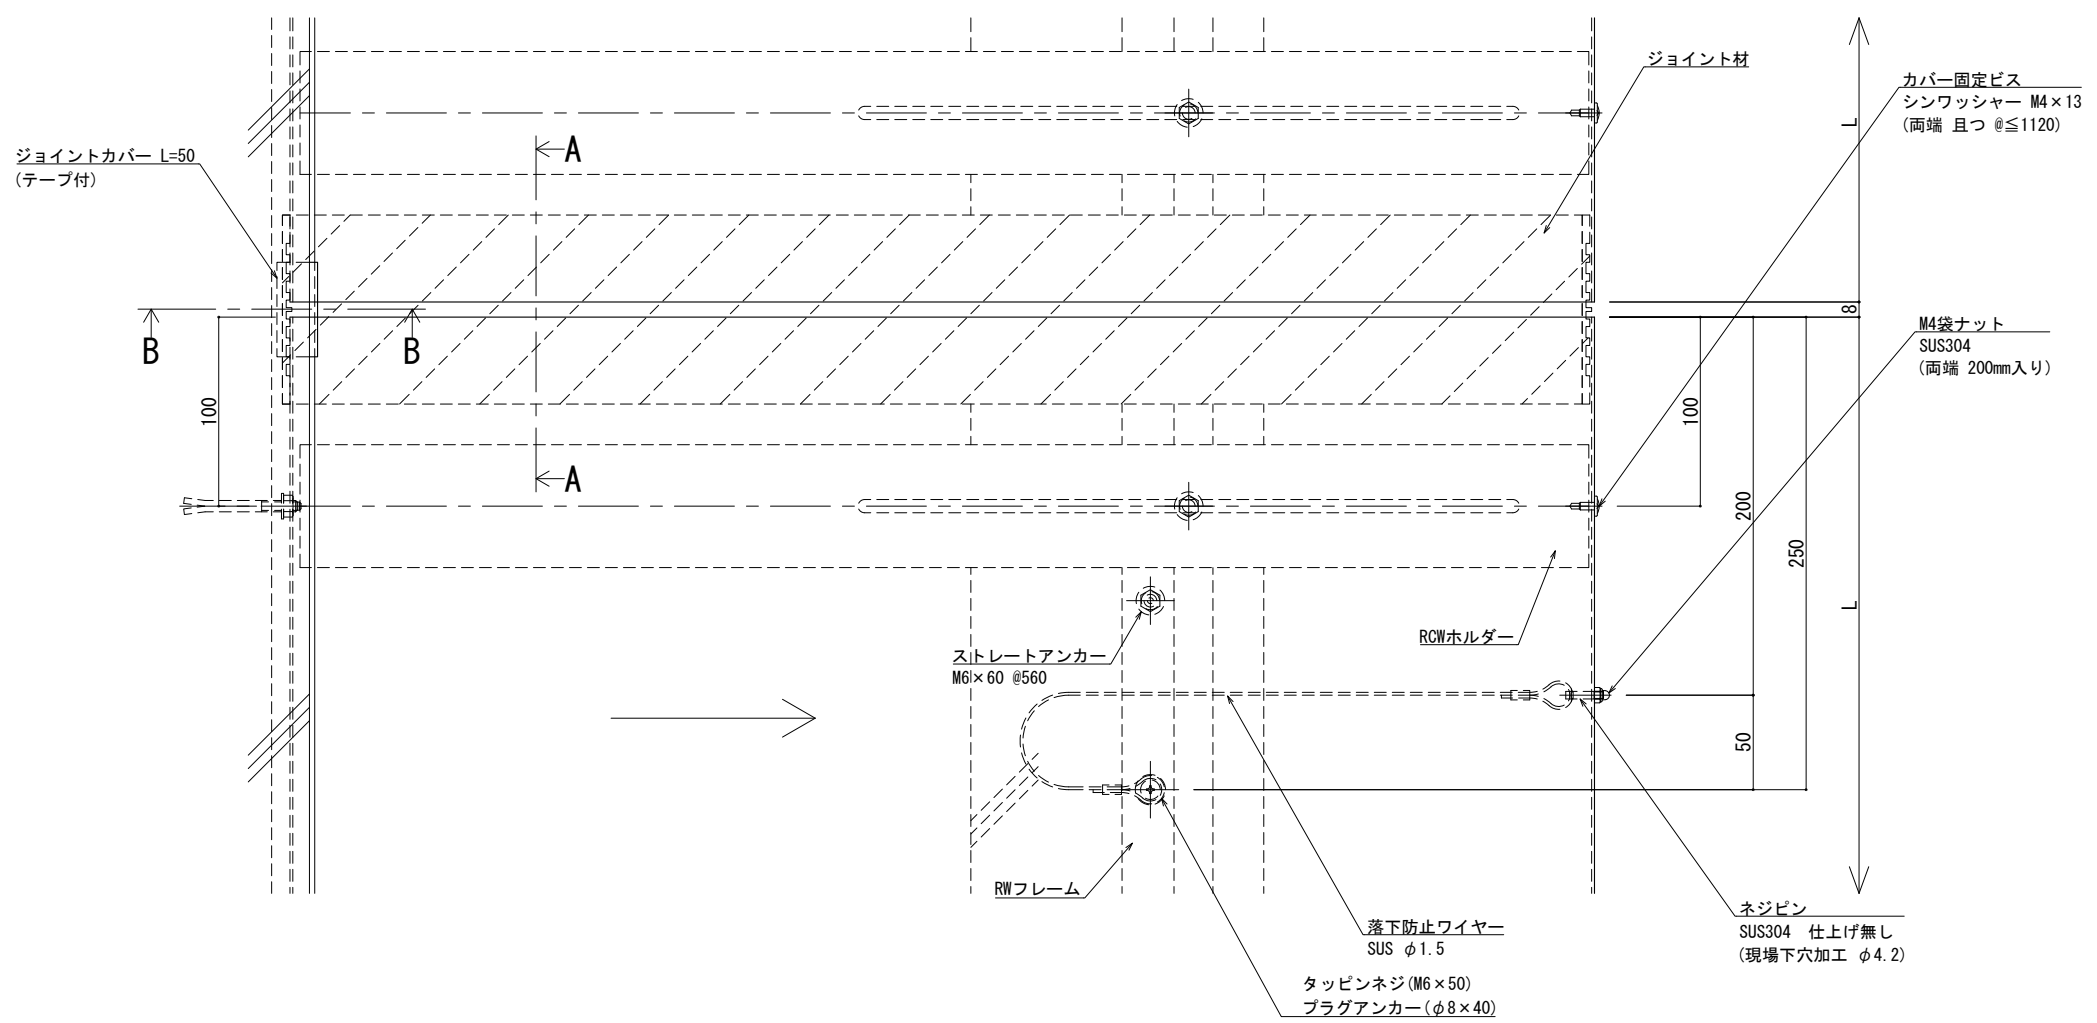 ジョイント材
カバー固定ビス
シンワッシャー M4×13
(両端 且つ @≦1120)
L
ジョイントカバー L=50
(テープ付)
A
8
B
B
M4袋ナット
SUS304
(両端 200mm入り)
100
100
A
200
250
L
RCWホルダー
ストレートアンカー
M6×60 @560
50
RWフレーム
落下防止ワイヤー
SUS φ1.5
ネジピン
SUS304 仕上げ無し
(現場下穴加工 φ4.2)
タッピンネジ(M6×50)
プラグアンカー(φ8×40)